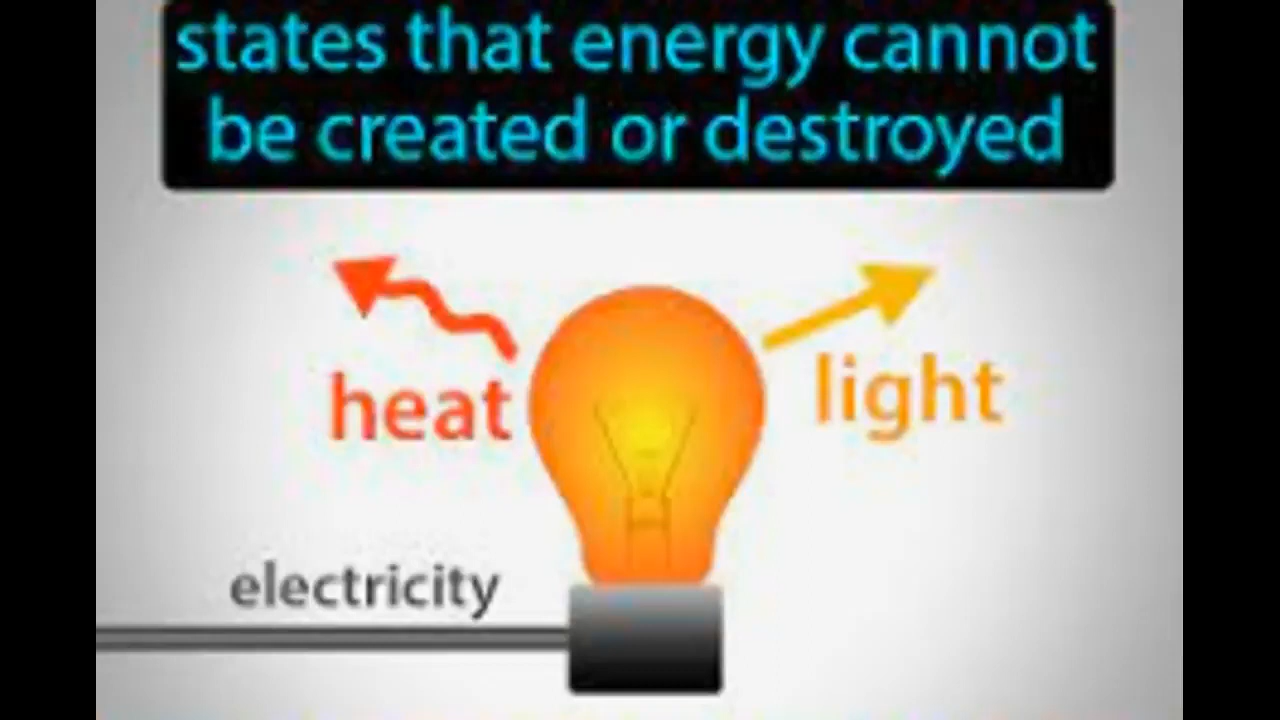 states that energy cannot
be created or destroyed
heat
light
electricity